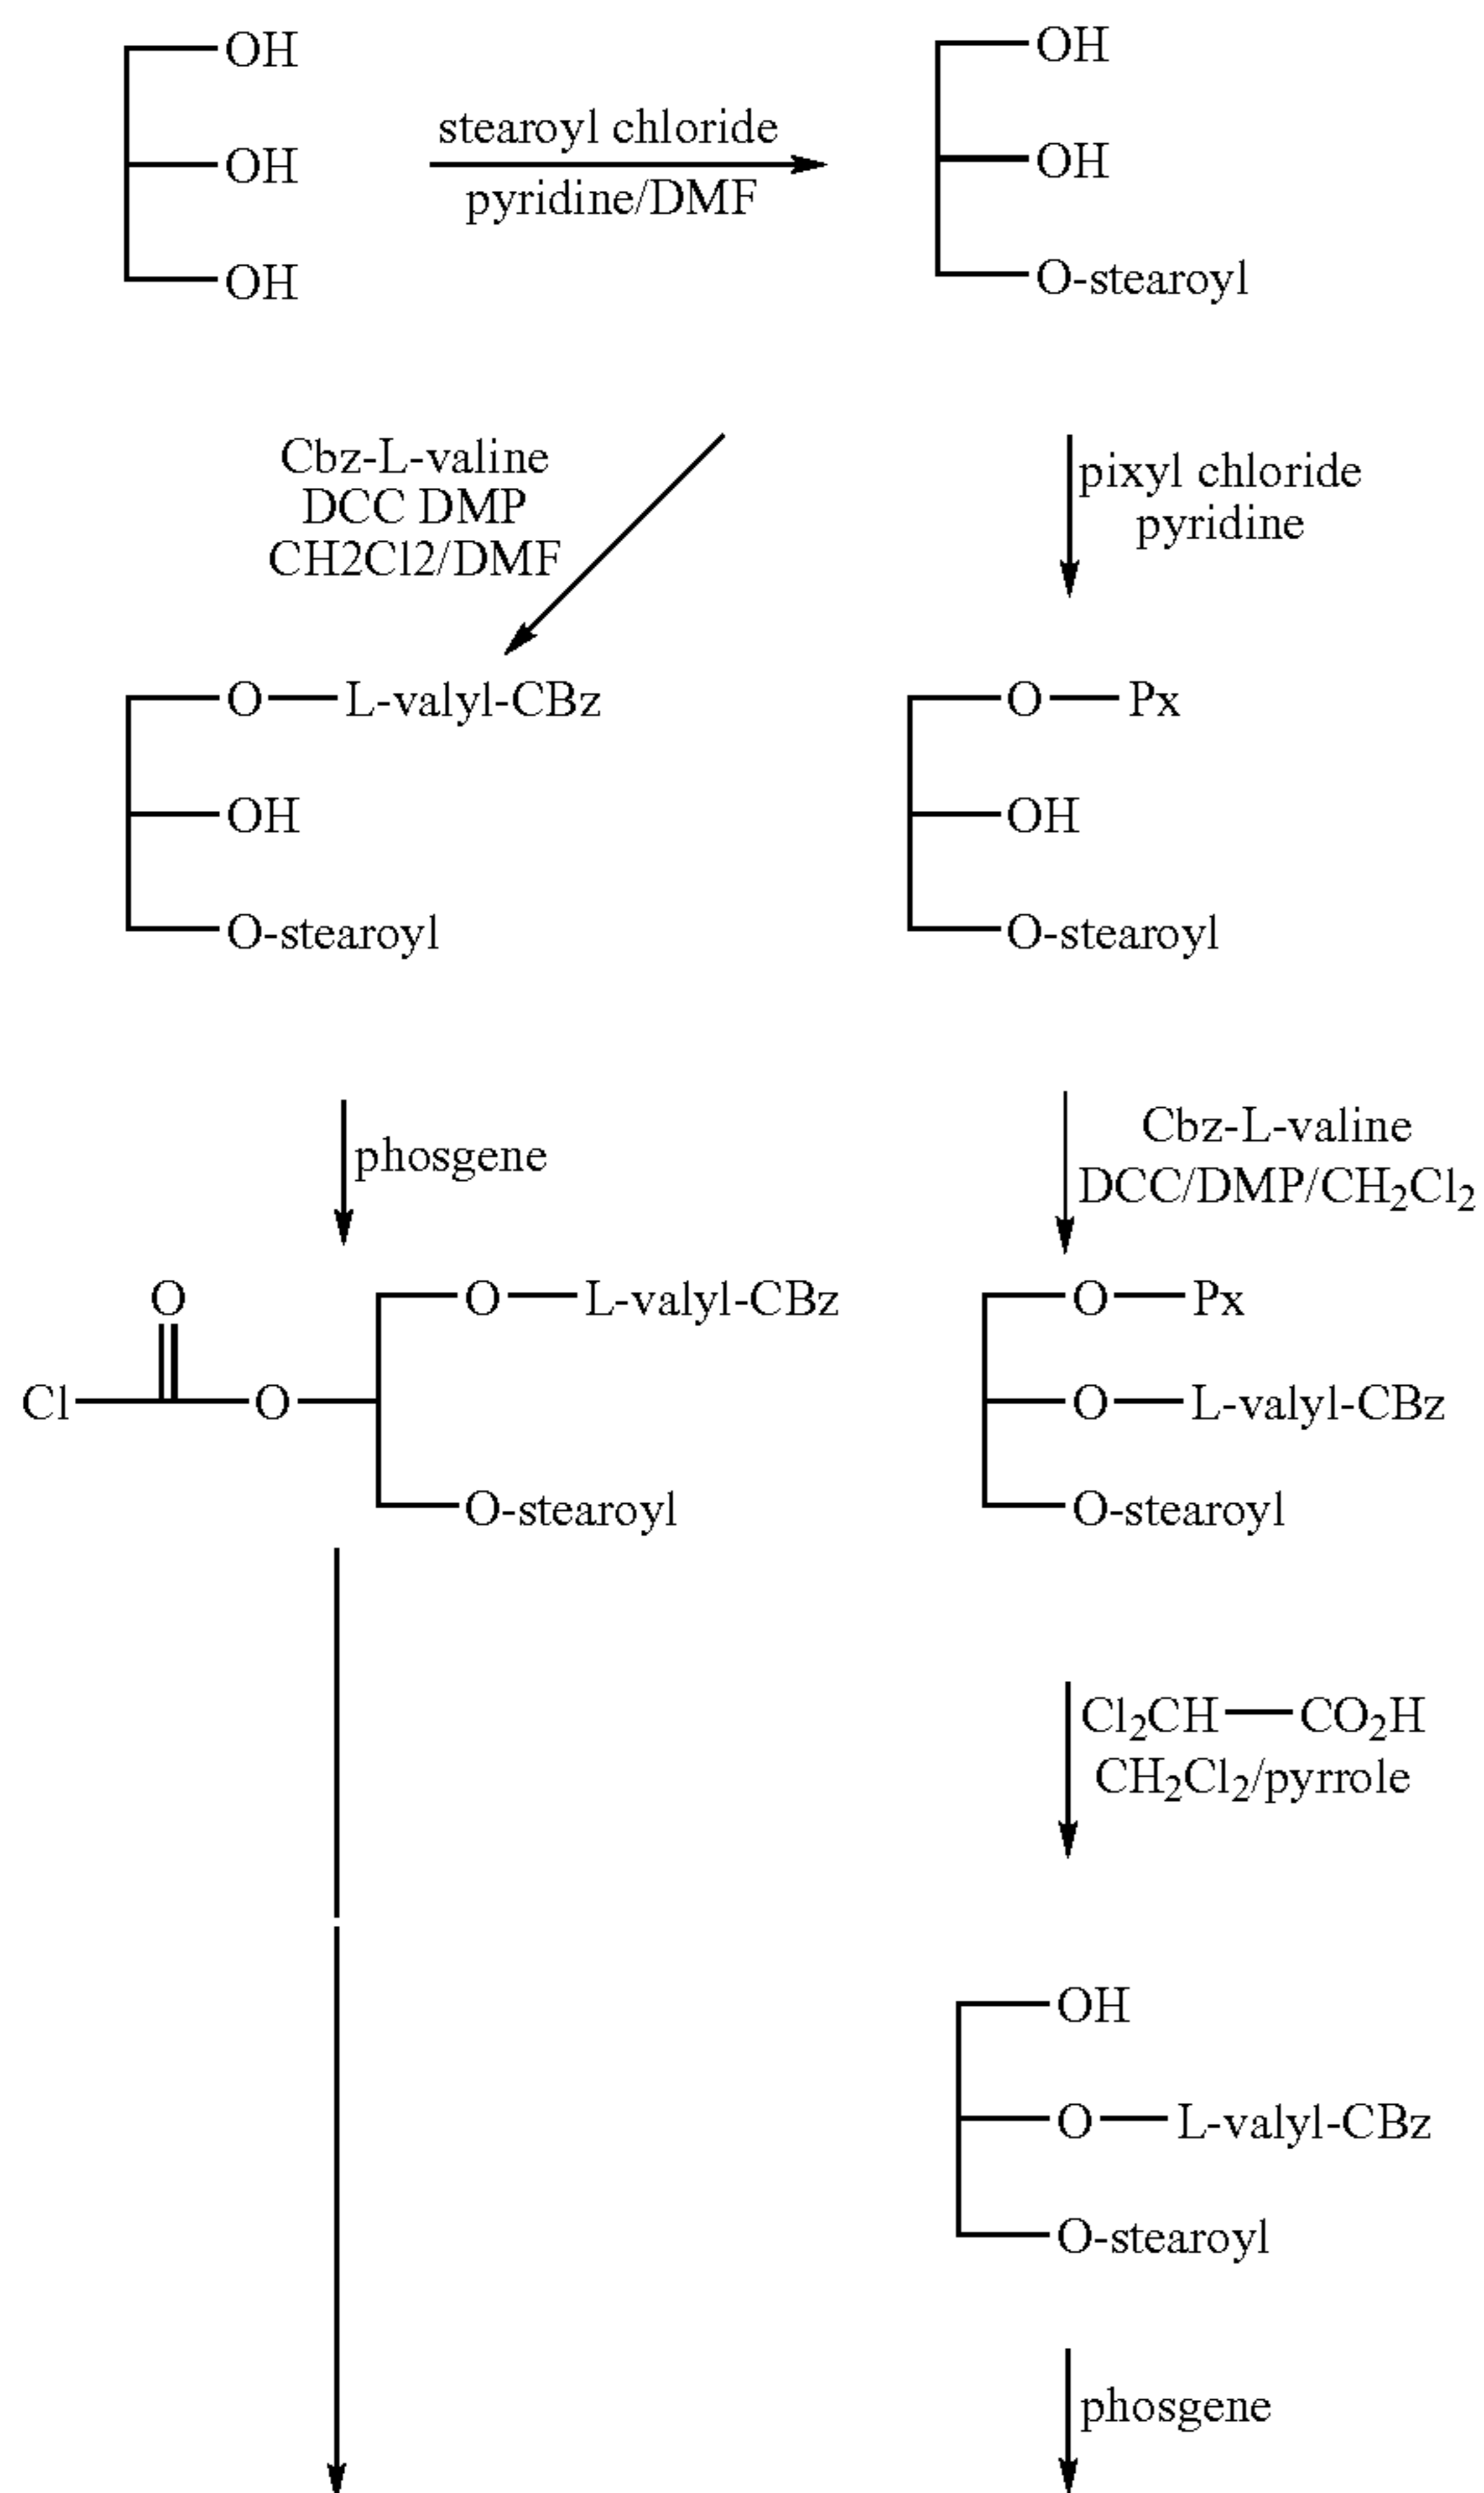 OH
OH
stearoyl chloride
OH
OH
pyridine/DMF
OH
O-stearoyl
Cbz-L-valine
DCC DMP
CH2Cl2/DMF
pixyl chloride
pyridine
O—L-valyl-CBz
O—Px
OH
OH
O-stearoyl
O-stearoyl
phosgene
Cbz-L-valine
DCC/DMP/CH₂Cl₂
O
O—L-valyl-CBz
O—Px
Cl
O
O—L-valyl-CBz
O-stearoyl
O-stearoyl
Cl₂CH—CO₂H
CH₂Cl₂/pyrrole
OH
O—L-valyl-CBz
O-stearoyl
phosgene